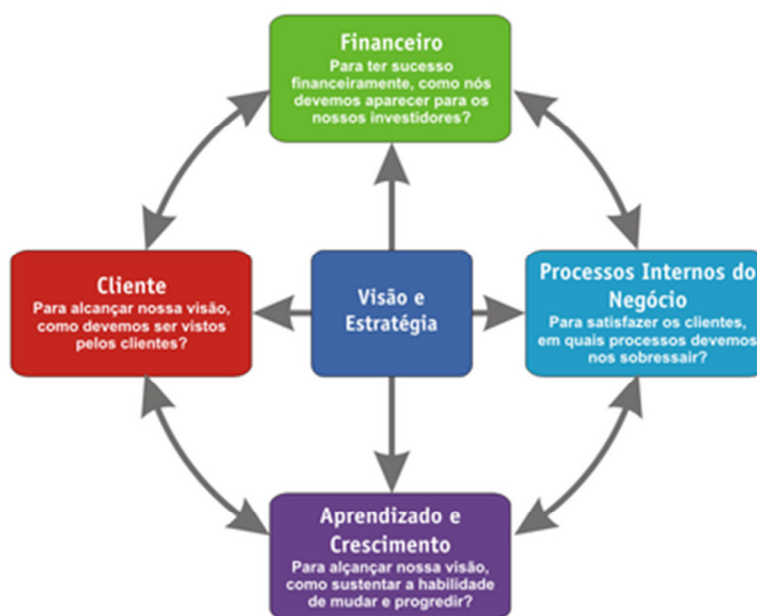 Financeiro
Para ter sucesso
financeiramente, como nós
devemos aparecer para os
nossos investidores?
Cliente
Para alcançar nossa visão,
como devemos ser vistos
pelos clientes?
Visão e
Estratégia
Processos Internos do
Negócio
Para satisfazer os clientes,
em quais processos devemos
nos sobressair?
Aprendizado e
Crescimento
Para alçançar nossa visão,
como sustentar a habilidade
de mudar e progredir?